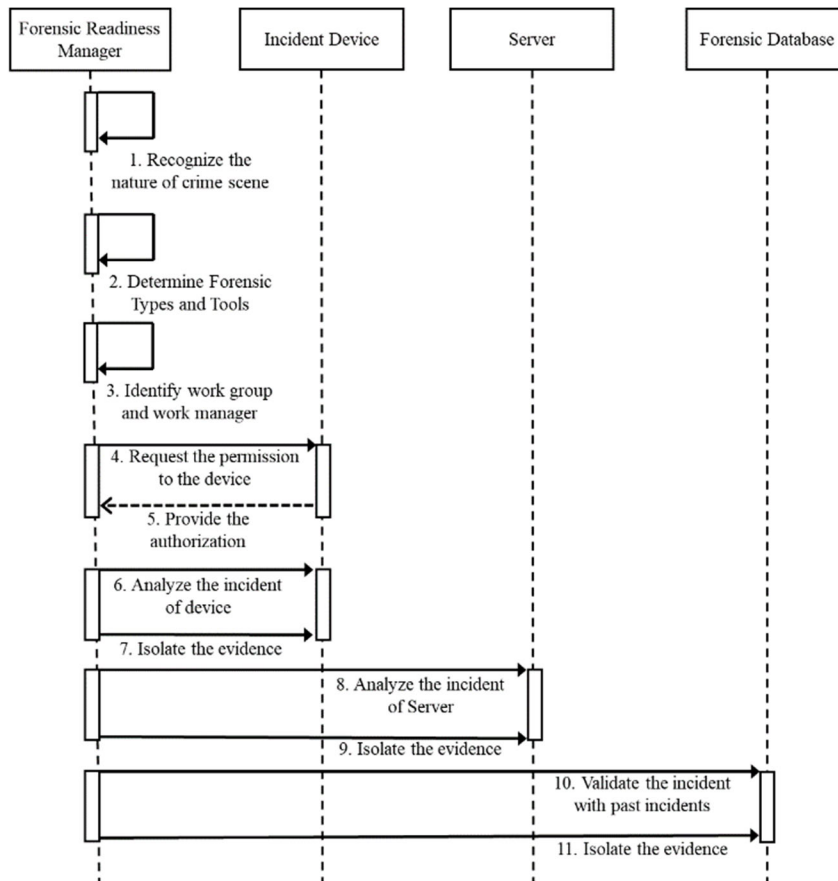 Forensic Readiness
Manager
Incident Device
Server
Forensic Database
1. Recognize the
nature of crime scene
2. Determine Forensic
Types and Tools
3. Identify work group
and work manager
4. Request the permission
to the device
5. Provide the
authorization
6. Analyze the incident
of device
7. Isolate the evidence
8. Analyze the incident
of Server
9. Isolate the evidence
10. Validate the incident
with past incidents
11. Isolate the evidence